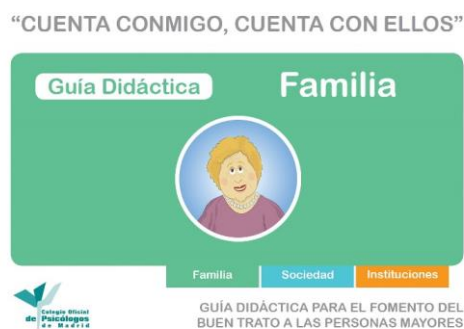 “CUENTA CONMIGO, CUENTA CON ELLOS”
Guía Didáctica
Familia
Familia
Sociedad
Instituciones
Colegio Oficial
de Psicólogos
de Madrid
GUÍA DIDÁCTICA PARA EL FOMENTO DEL
BUEN TRATO A LAS PERSONAS MAYORES